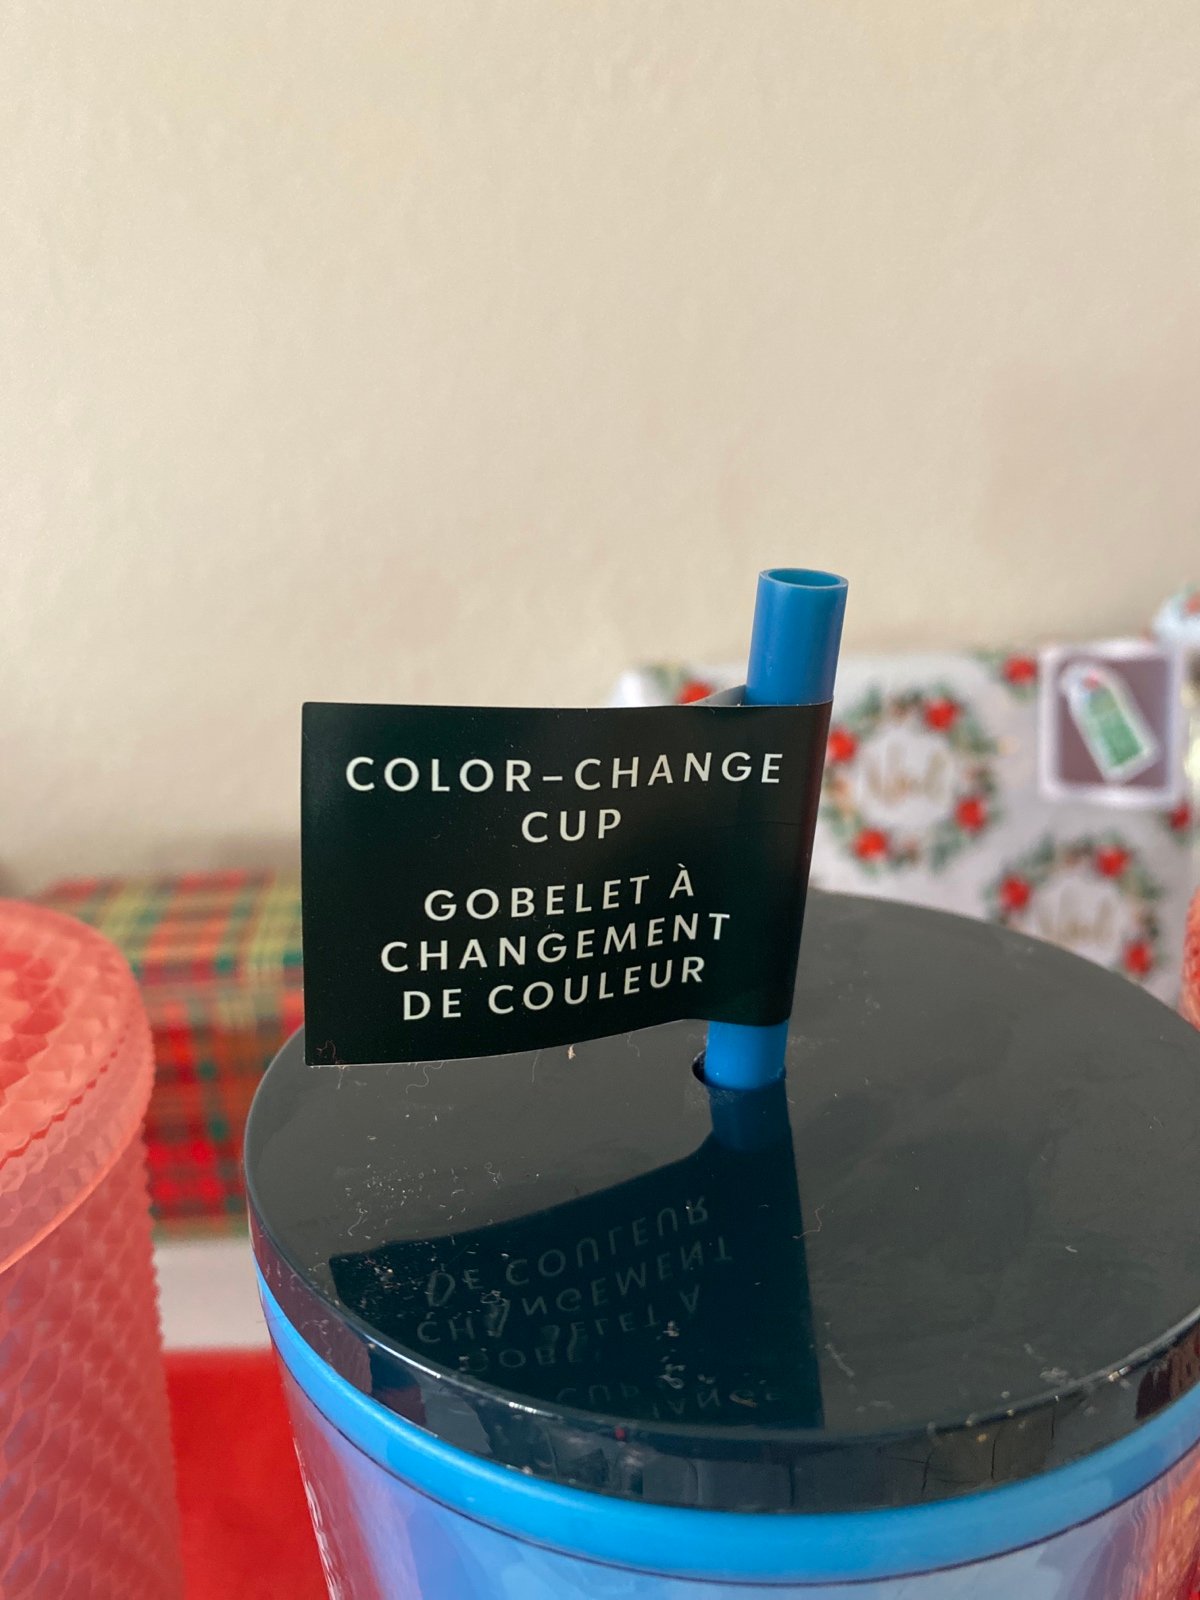 COLOR-CHANGE
CUP
GOBELET À
CHANGEMENT
DE COULEUR